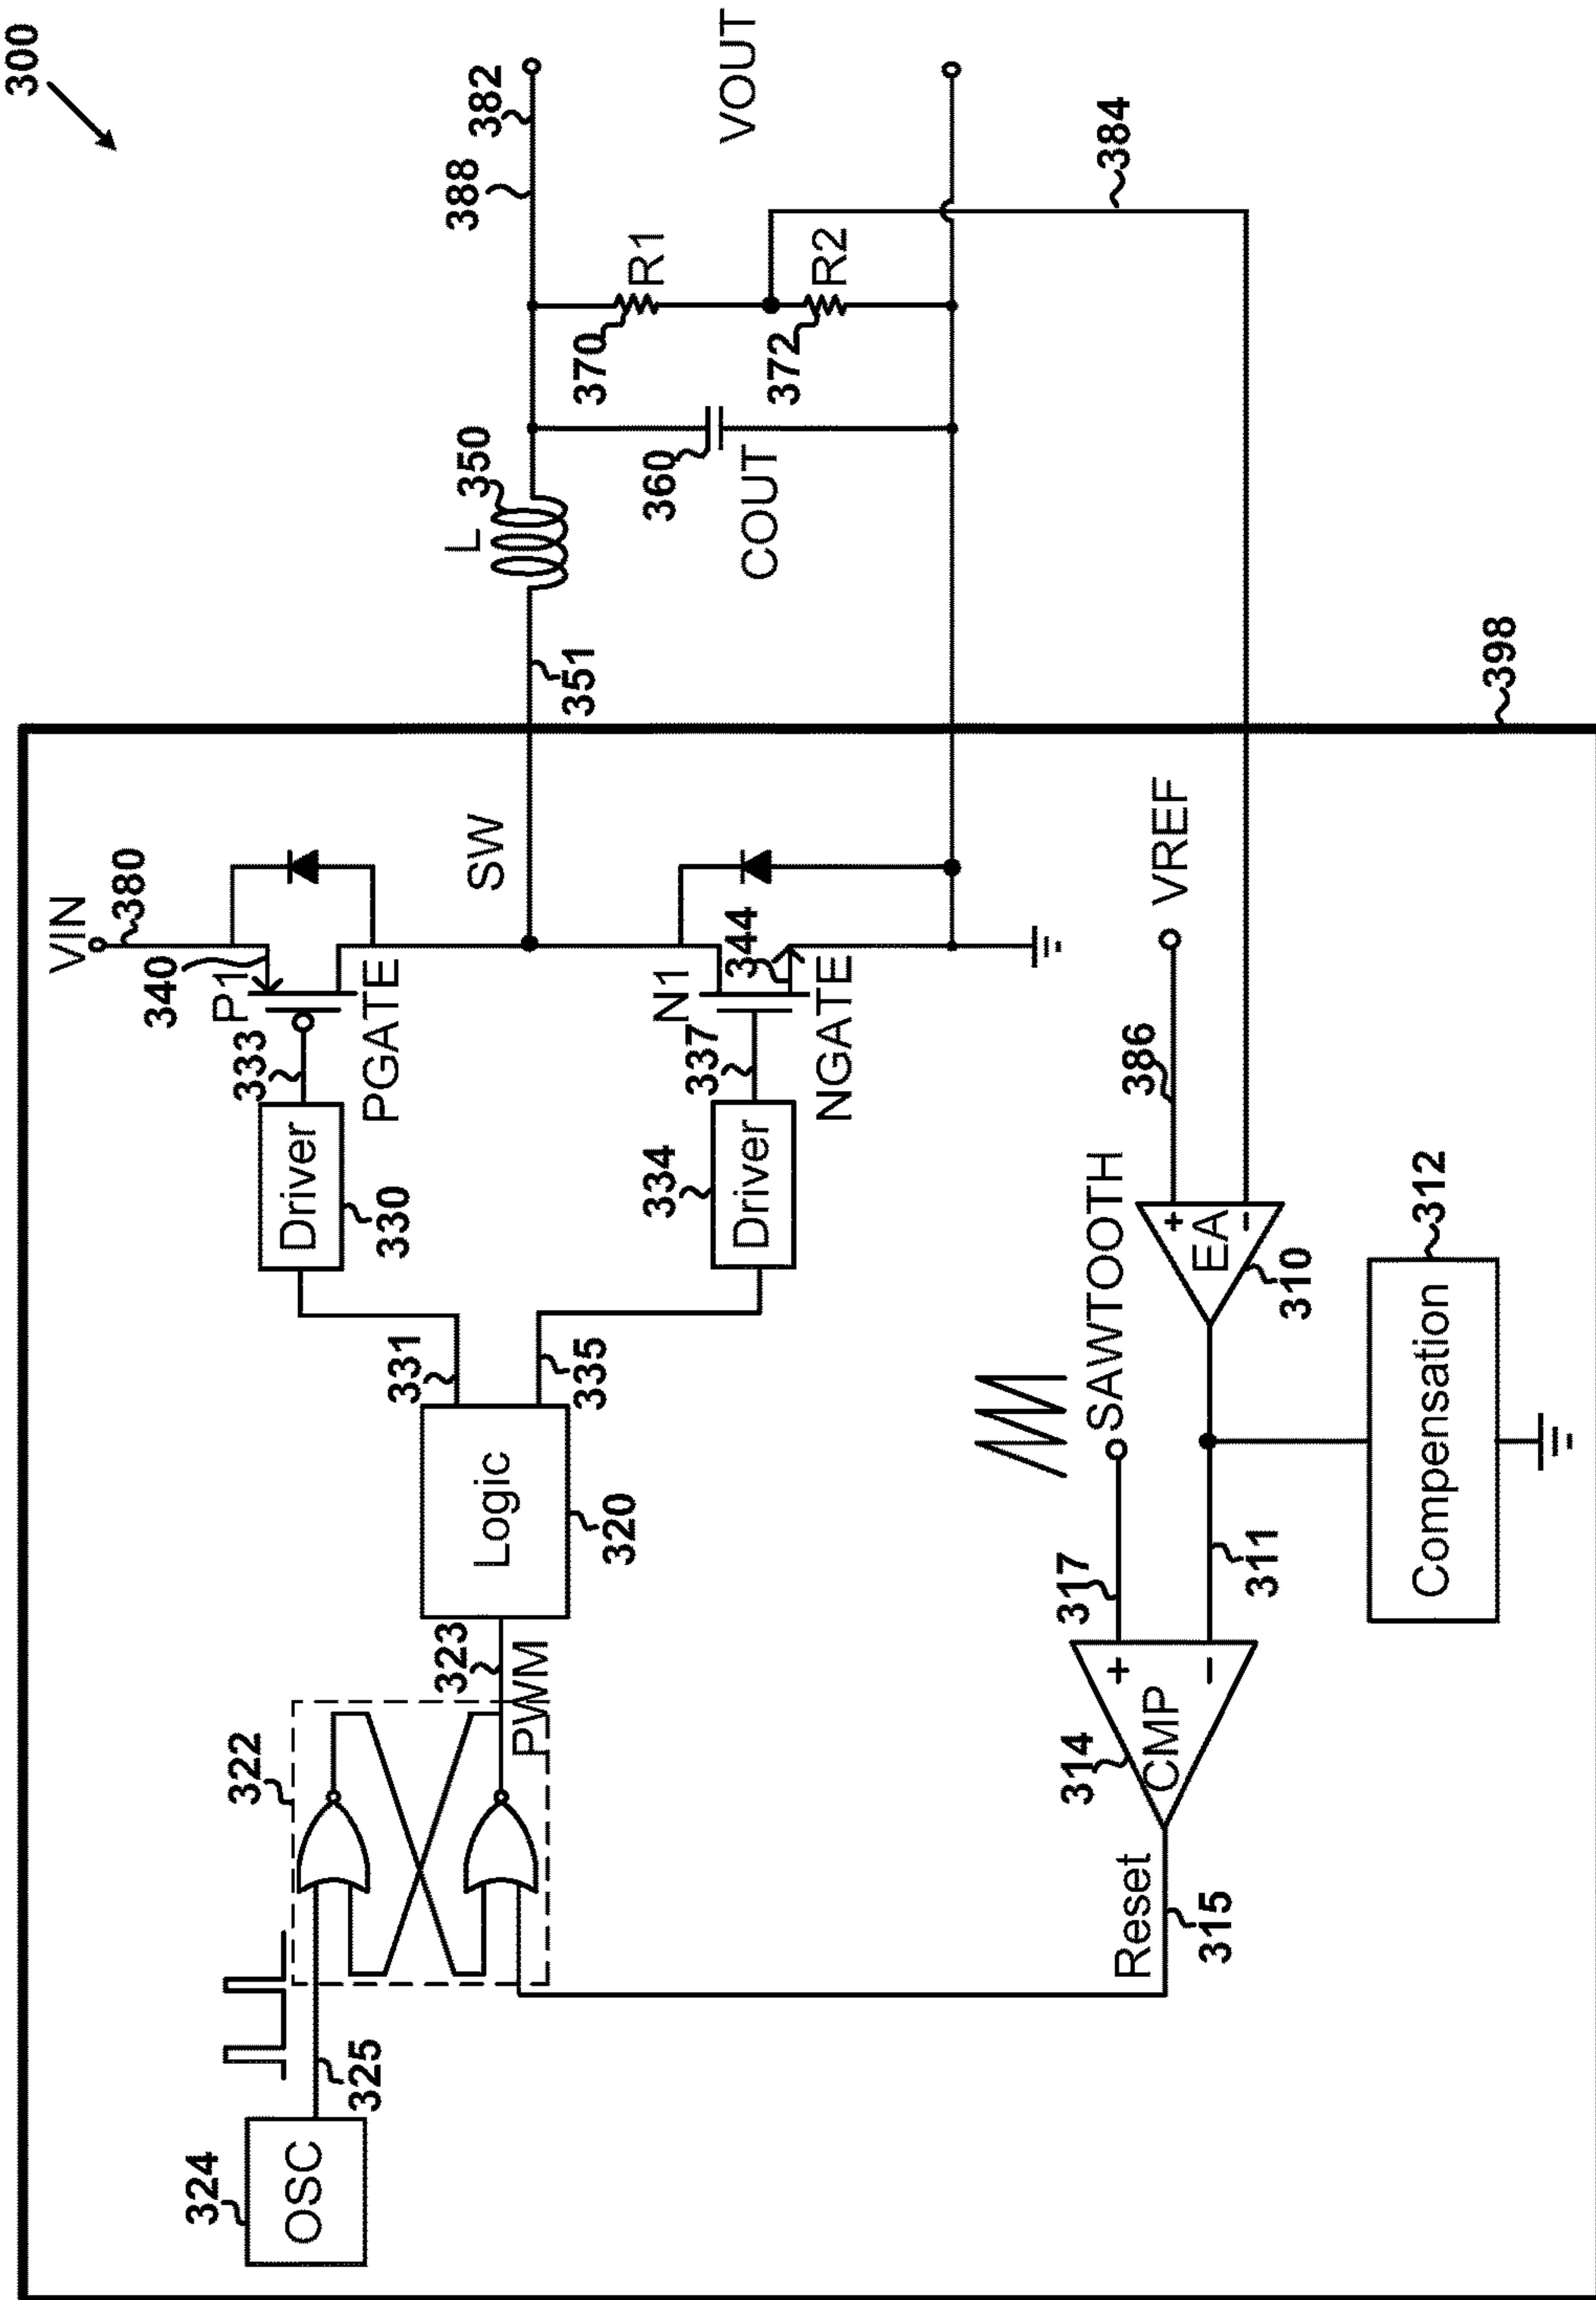 300
VIN
380
340
P1
333
PGATE
Driver
330
331
SW
351
L
350
388
382
VOUT
370
R1
372
R2
360
COUT
384
N1
344
337
NGATE
334
Driver
335
Logic
320
323
PWM
322
324
OSC
325
SAWTOOTH
317
VREF
386
EA
+
-
310
311
Compensation
312
+
-
CMP
314
Reset
315
398